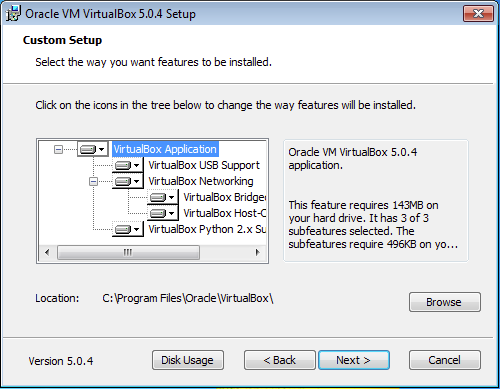 Oracle VM VirtualBox 5.0.4 Setup
Custom Setup
Select the way you want features to be installed.
Click on the icons in the tree below to change the way features will be installed.
VirtualBox Application
VirtualBox USB Support
VirtualBox Networking
VirtualBox Bridged
VirtualBox Host-O
VirtualBox Python 2.x Su
Oracle VM VirtualBox 5.0.4
application.
This feature requires 143MB on
your hard drive. It has 3 of 3
subfeatures selected. The
subfeatures require 496KB on yo...
Location:
C:\Program Files\Oracle\VirtualBox\
Browse
Version 5.0.4
Disk Usage
< Back
Next >
Cancel